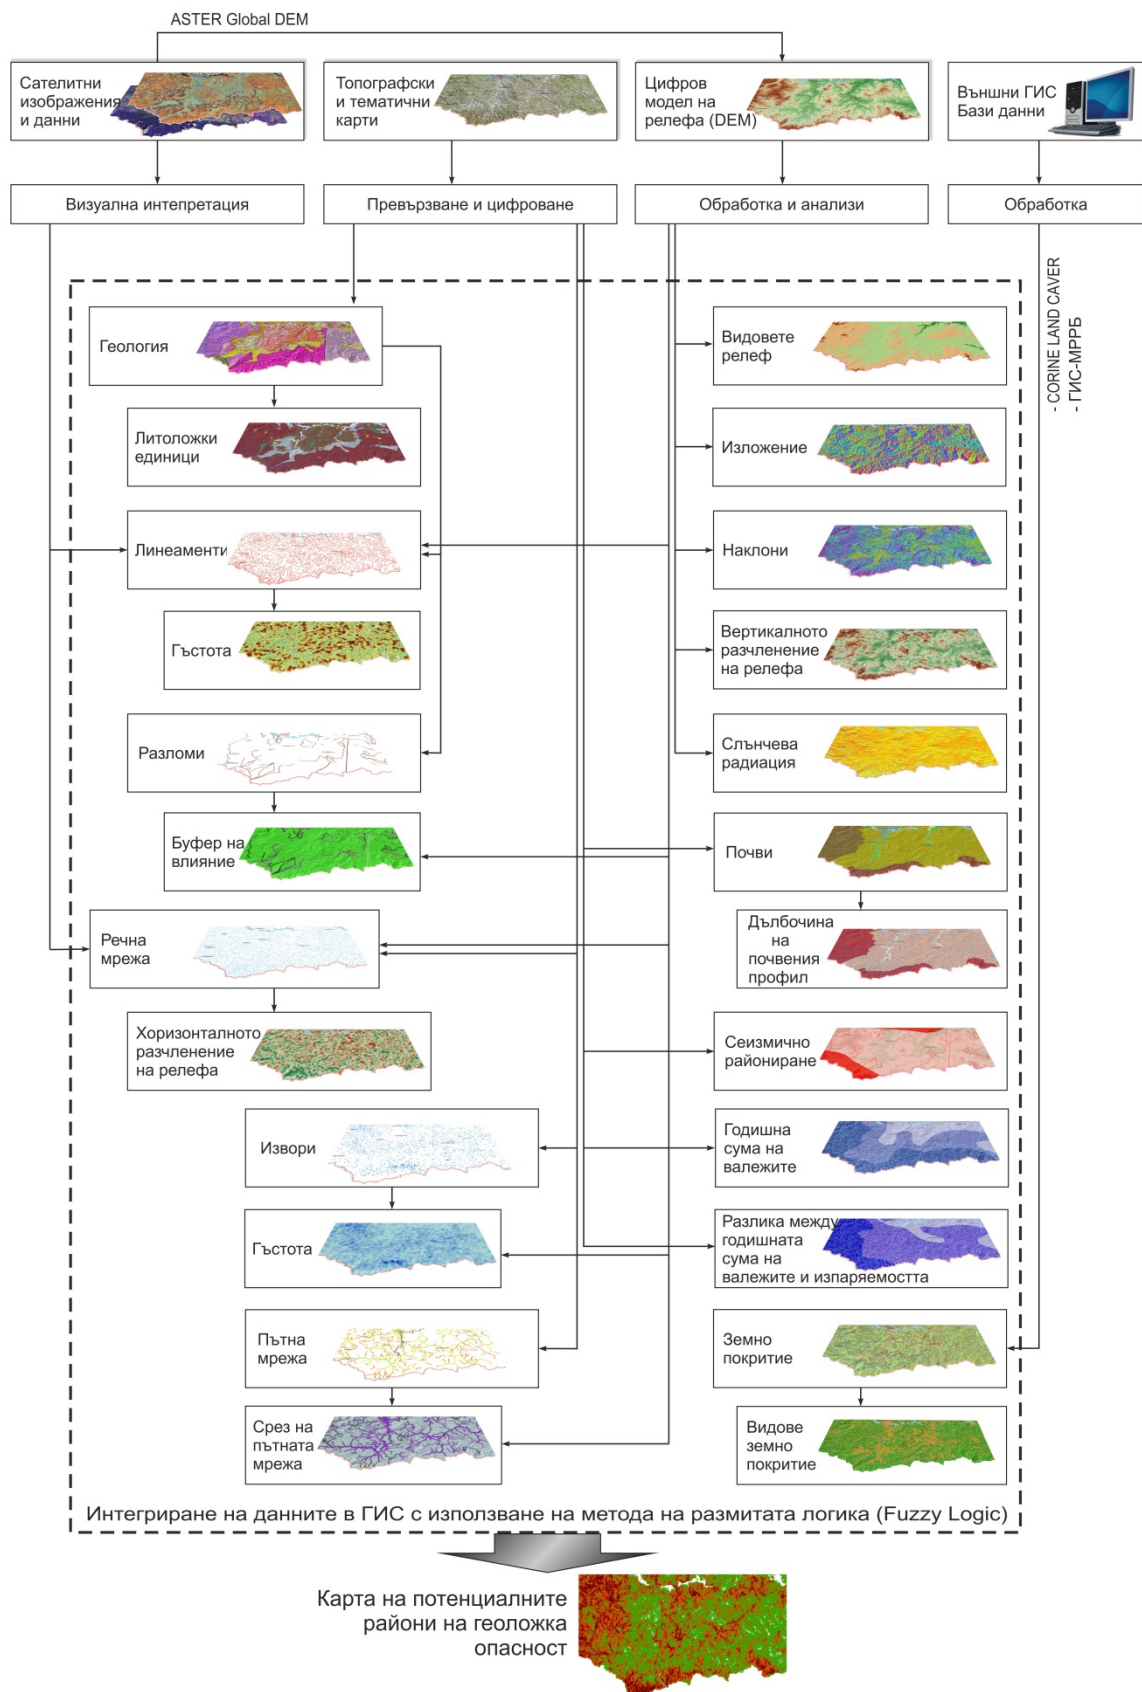 ASTER Global DEM
Сателитни
изображения
и данни
Топографски
и тематични
карти
Цифров
модел на
релефа (DEM)
Външни ГИС
Бази данни
Визуална интепретация
Превързване и цифроване
Обработка и анализи
Обработка
- CORINE LAND CAVER
- ГИС-МРРБ
Геология
Видовете
релеф
Литоложки
единици
Изложение
Линеаменти
Наклони
Гъстота
Вертикалното
разчленение
на релефа
Разломи
Слънчева
радиация
Буфер на
влияние
Почви
Речна
мрежа
Дълбочина
на
почвения
профил
Хоризонталното
разчленение
на релефа
Сеизмично
райониране
Извори
Годишна
сума на
валежите
Гъстота
Разлика между
годишната
сума на
валежите и изпаряемостта
Пътна
мрежа
Земно
покритие
Срез на
пътната
мрежа
Видове
земно
покритие
Интегриране на данните в ГИС с използване на метода на размитата логика (Fuzzy Logic)
Карта на потенциалните
райони на геоложка
опасност